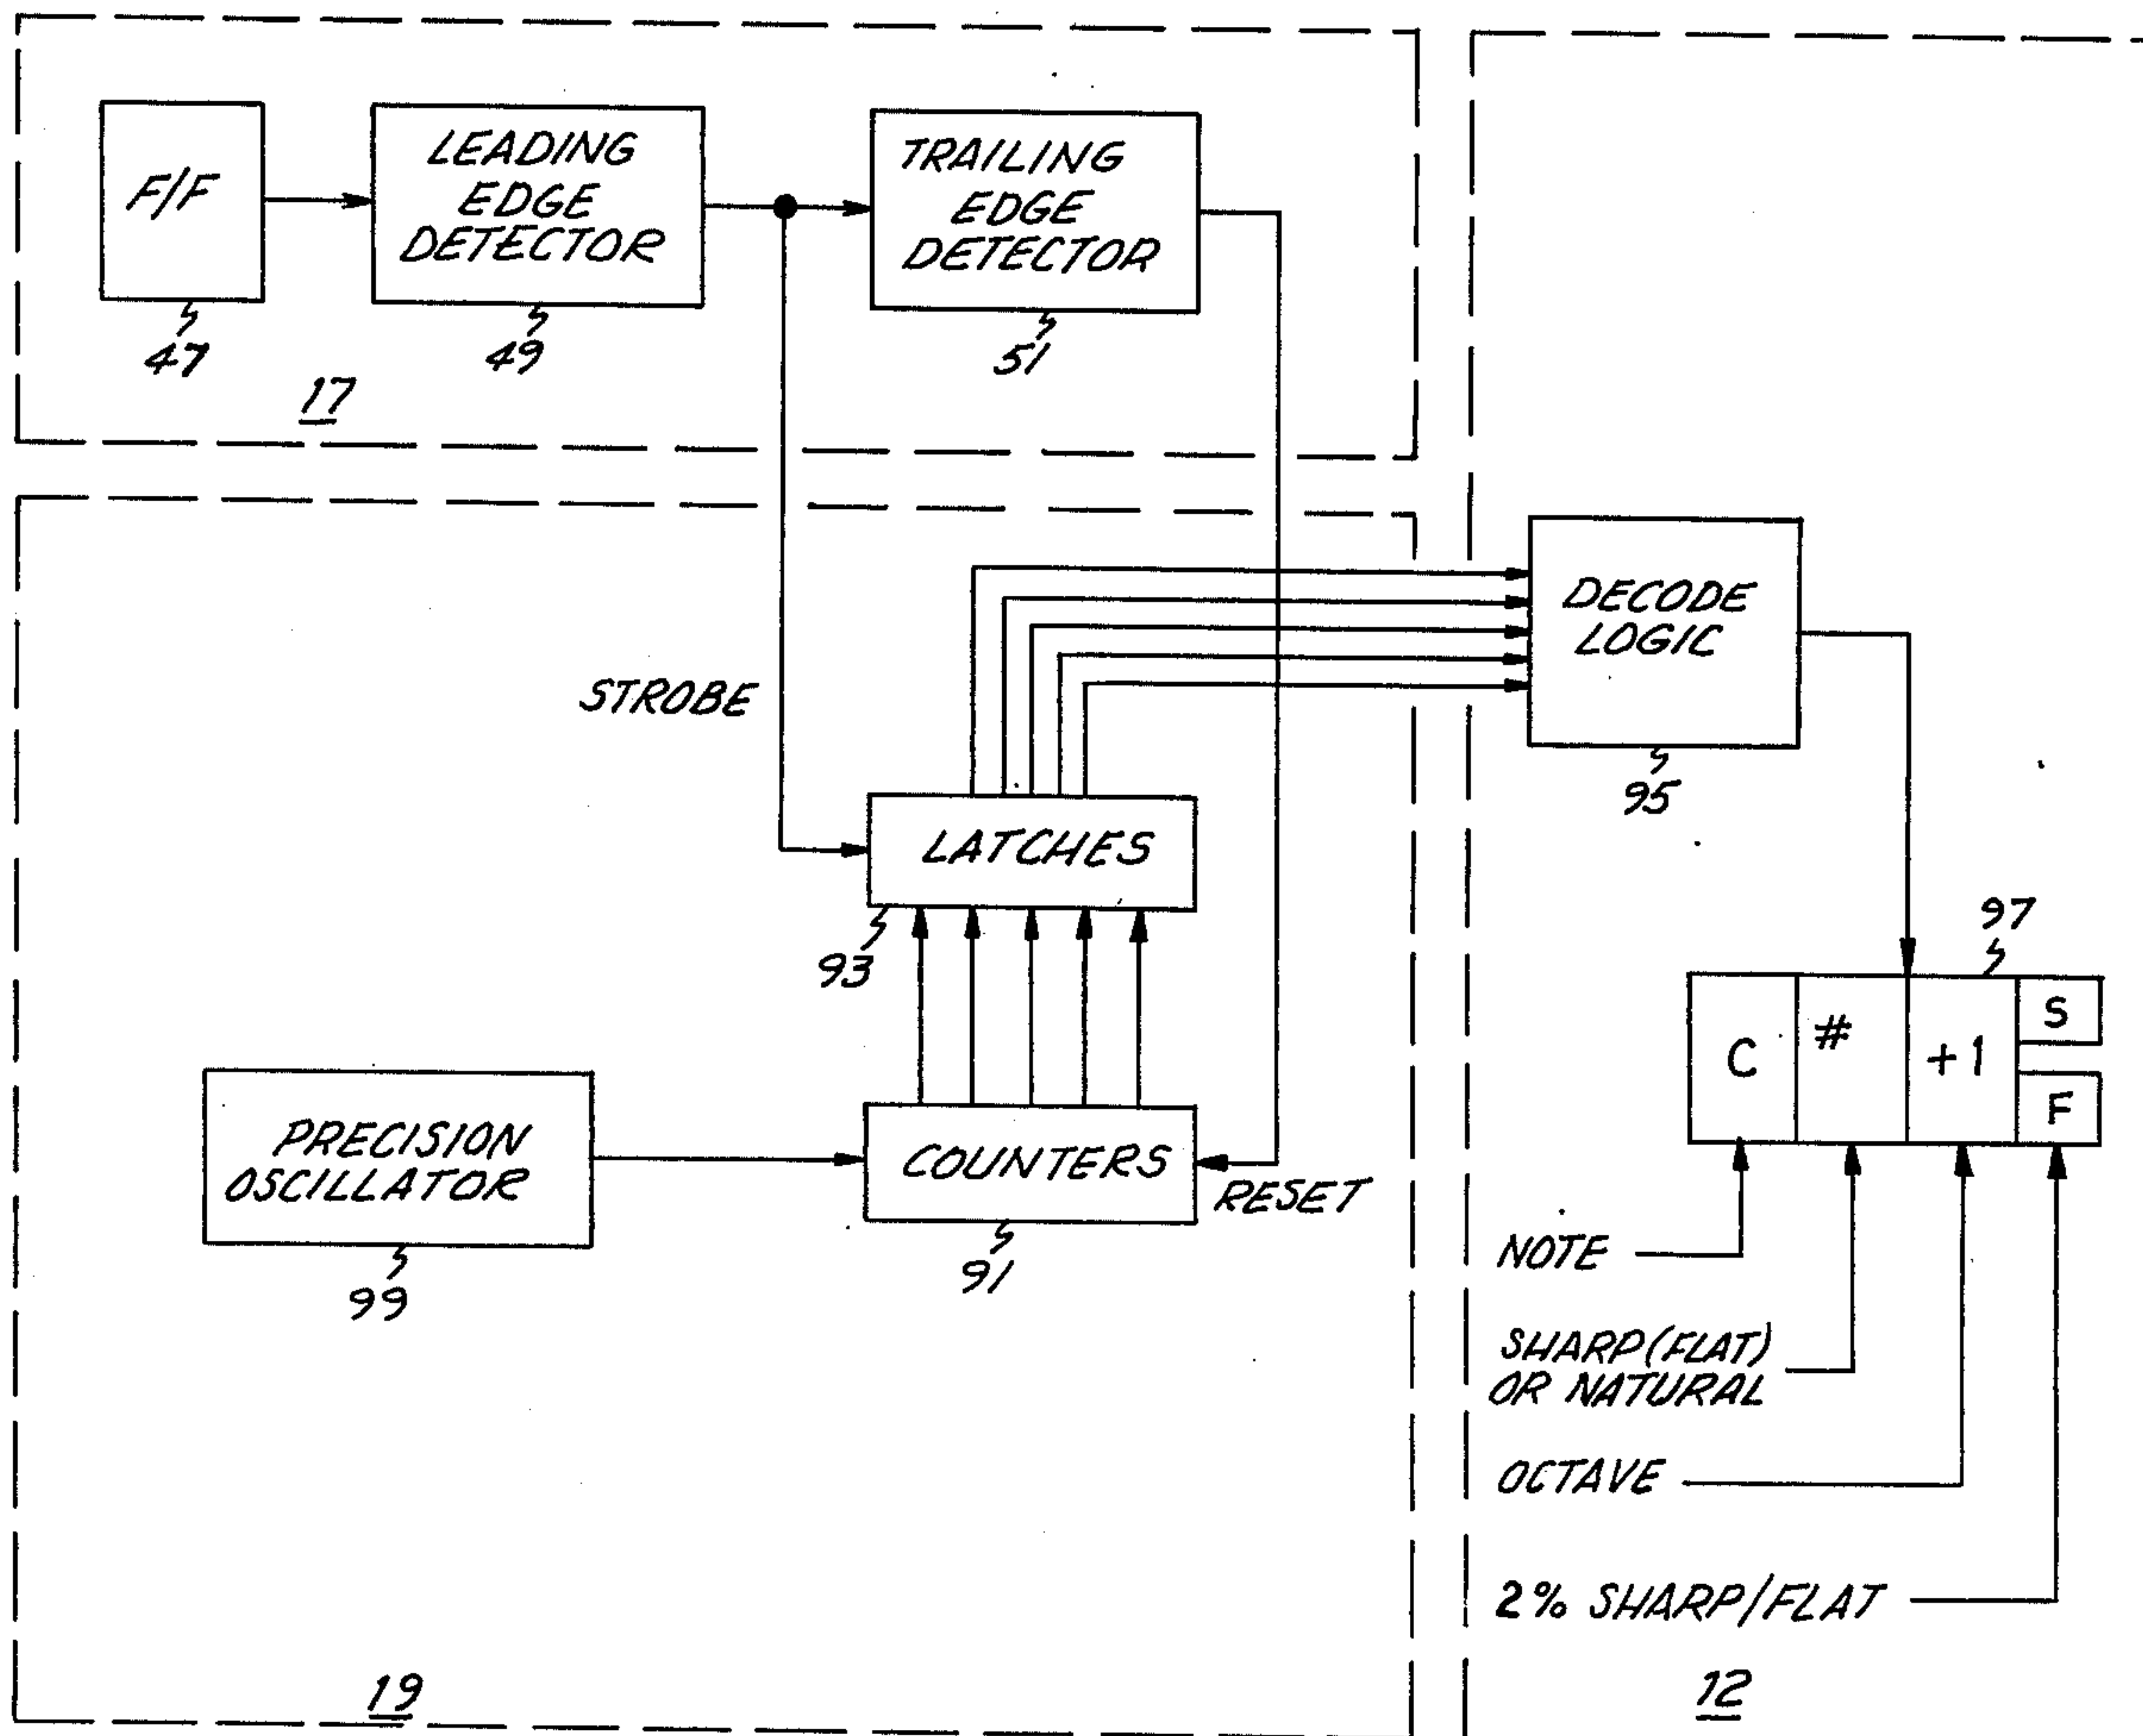 F/F
47
LEADING
EDGE
DETECTOR
49
TRAILING
EDGE
DETECTOR
51
17
STROBE
DECODE
LOGIC
95
LATCHES
93
97
C
#
+1
S
F
PRECISION
OSCILLATOR
99
COUNTERS
91
RESET
NOTE
SHARP(FLAT)
OR NATURAL
OCTAVE
2% SHARP/FLAT
19
12